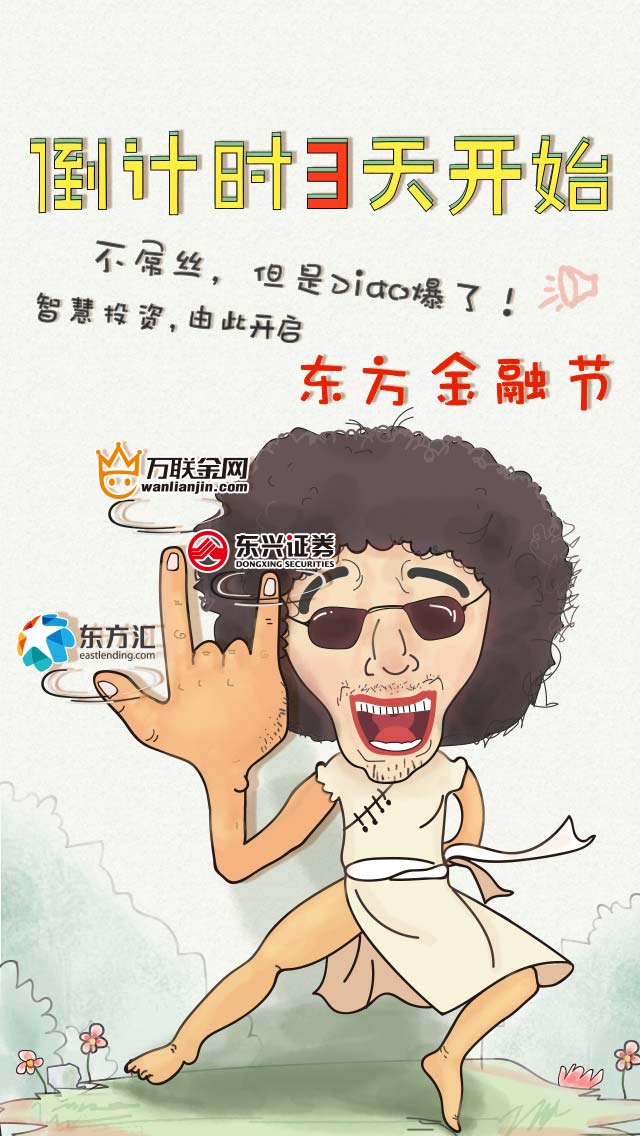 倒计时3天开始
不屌丝，但是Diao爆了！
智慧投资，由此开启
东方金融节
万联金网
wanlianjin.com
东兴证券
DONGXING SECURITIES
东方汇
eastlending.com